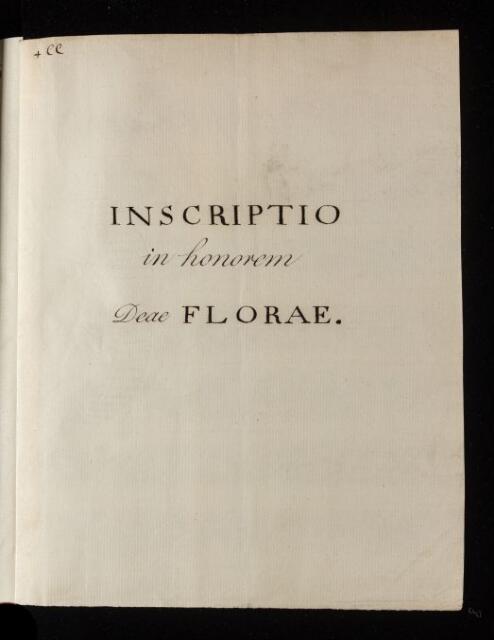 + cc
INSCRIPTIO
in honorem
Deae FLORAE.